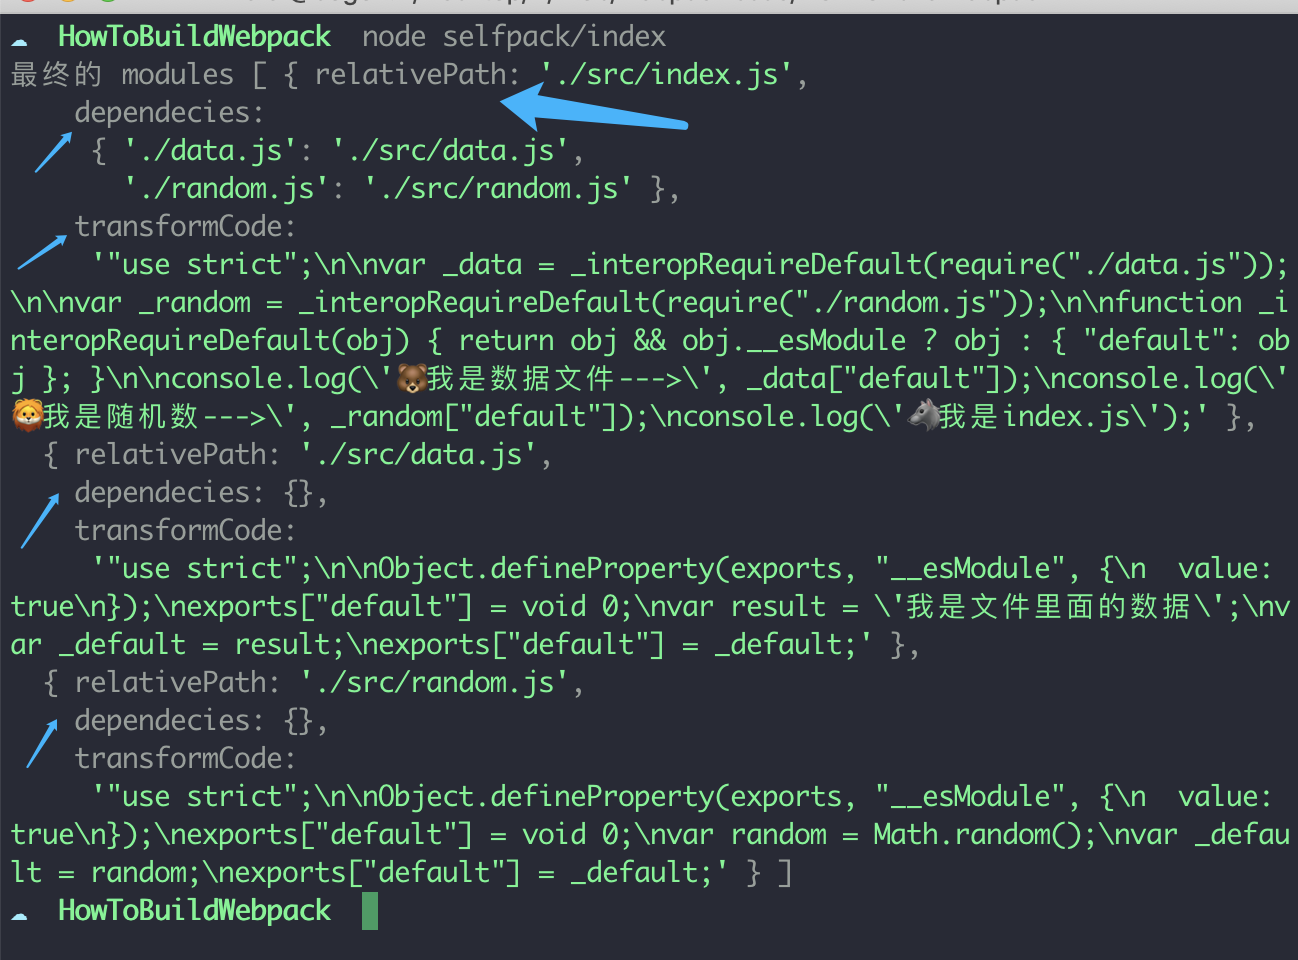 HowToBuildWebpack node selfpack/index
最终的 modules [ { relativePath: './src/index.js',
dependecies:
{ './data.js': './src/data.js',
'./random.js': './src/random.js' },
transformCode:
'"use strict";\n\nvar _data = _interopRequireDefault(require("./data.js"));
\n\nvar _random = _interopRequireDefault(require("./random.js"));\n\nfunction _i
nteropRequireDefault(obj) { return obj && obj.__esModule ? obj : { "default": ob
j }; }\n\nconsole.log(\'🐻我是数据文件--->\', _data["default"]);\nconsole.log(\'
🦁我是随机数--->\', _random["default"]);\nconsole.log(\'🐺我是index.js\');' },
{ relativePath: './src/data.js',
dependecies: {},
transformCode:
'"use strict";\n\nObject.defineProperty(exports, "__esModule", {\n  value:
true\n});\nexports["default"] = void 0;\nvar result = \'我是文件里面的数据\';\nv
ar _default = result;\nexports["default"] = _default;' },
{ relativePath: './src/random.js',
dependecies: {},
transformCode:
'"use strict";\n\nObject.defineProperty(exports, "__esModule", {\n  value:
true\n});\nexports["default"] = void 0;\nvar random = Math.random();\nvar _defau
lt = random;\nexports["default"] = _default;' } ]
HowToBuildWebpack